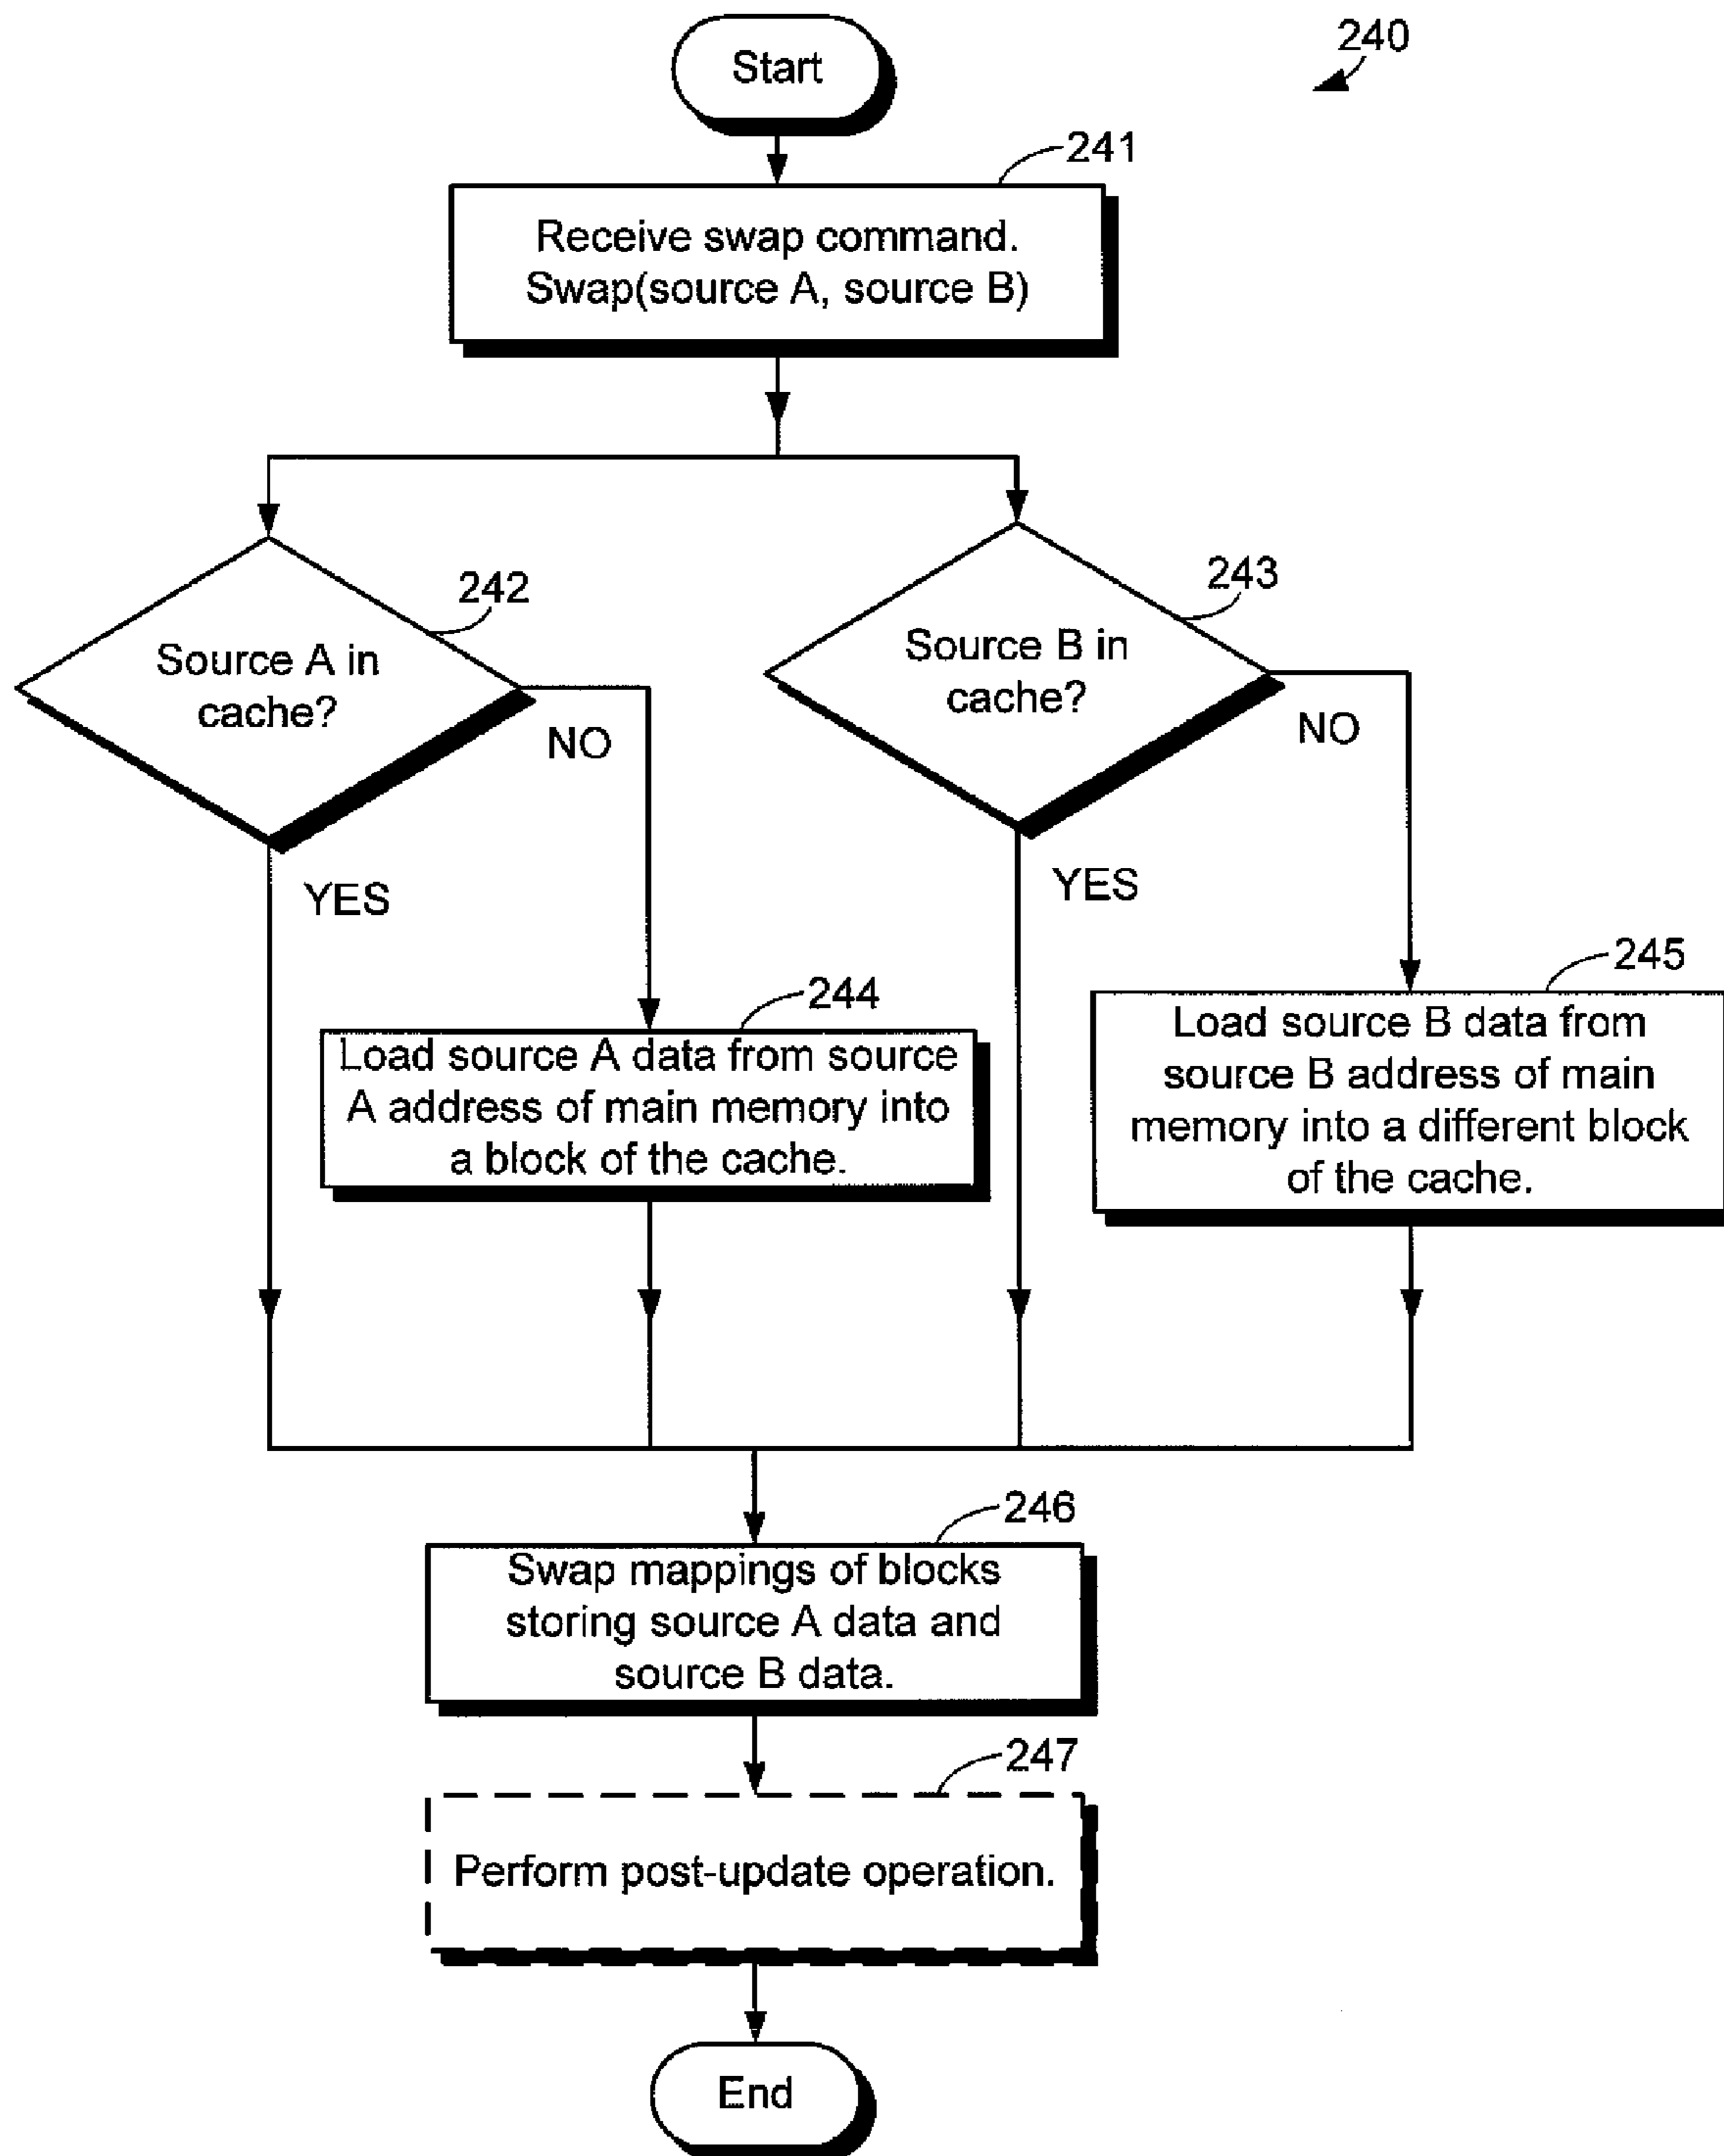 240
Start
241
Receive swap command.
Swap(source A, source B)
242
Source A in
cache?
NO
YES
243
Source B in
cache?
NO
YES
244
Load source A data from source
A address of main memory into
a block of the cache.
245
Load source B data from
source B address of main
memory into a different block
of the cache.
246
Swap mappings of blocks
storing source A data and
source B data.
247
Perform post-update operation.
End